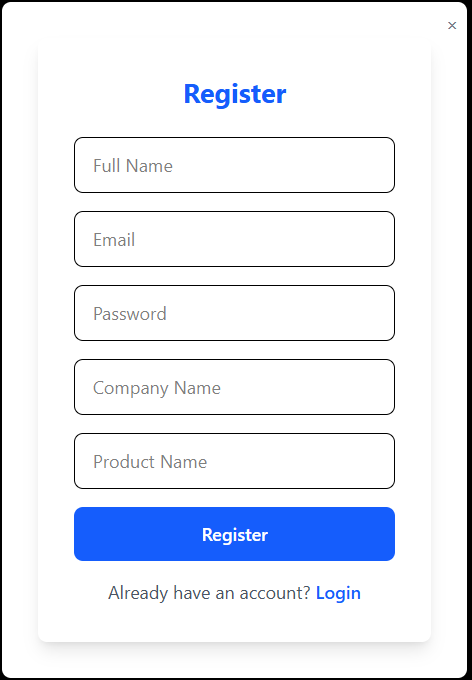 ×
Register
Full Name
Email
Password
Company Name
Product Name
Register
Already have an account? Login